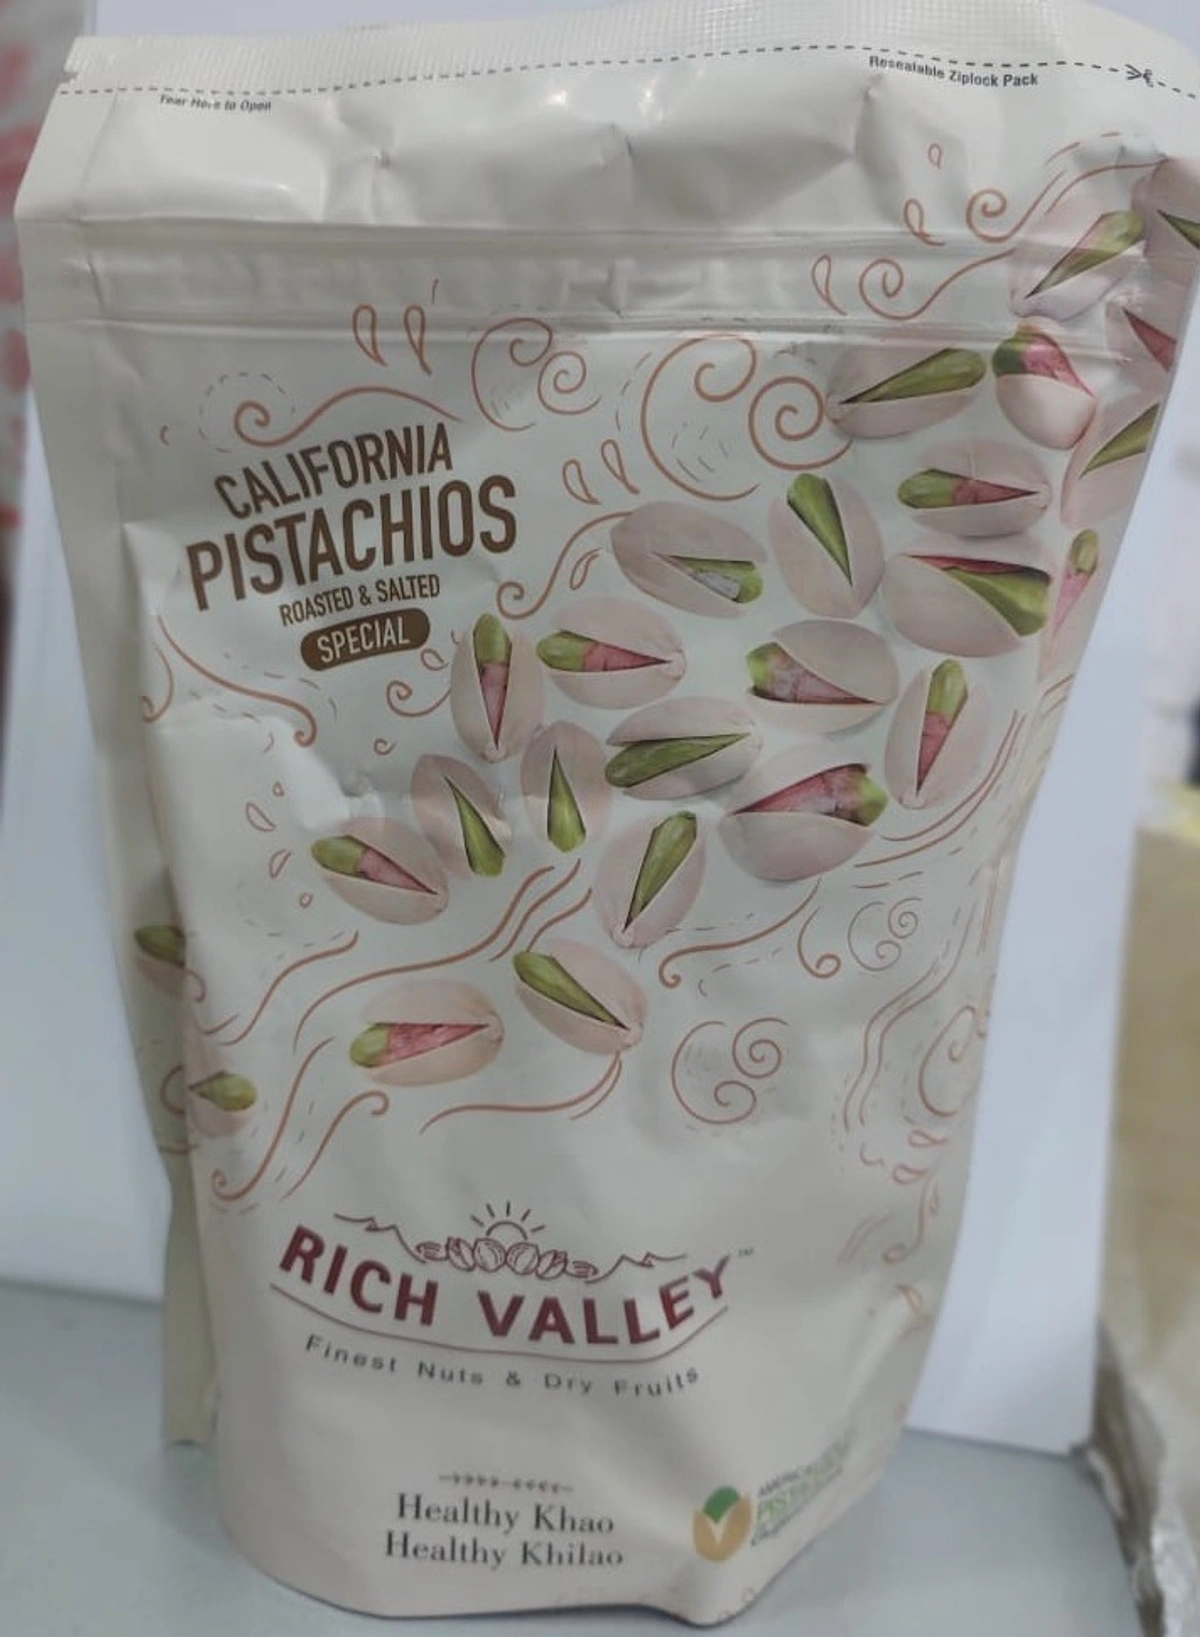 Resealable Ziplock Pack
Tear Here to Open
CALIFORNIA
PISTACHIOS
ROASTED & SALTED
SPECIAL
RICH VALLEY™
Finest Nuts & Dry Fruits
Healthy Khao
Healthy Khilao